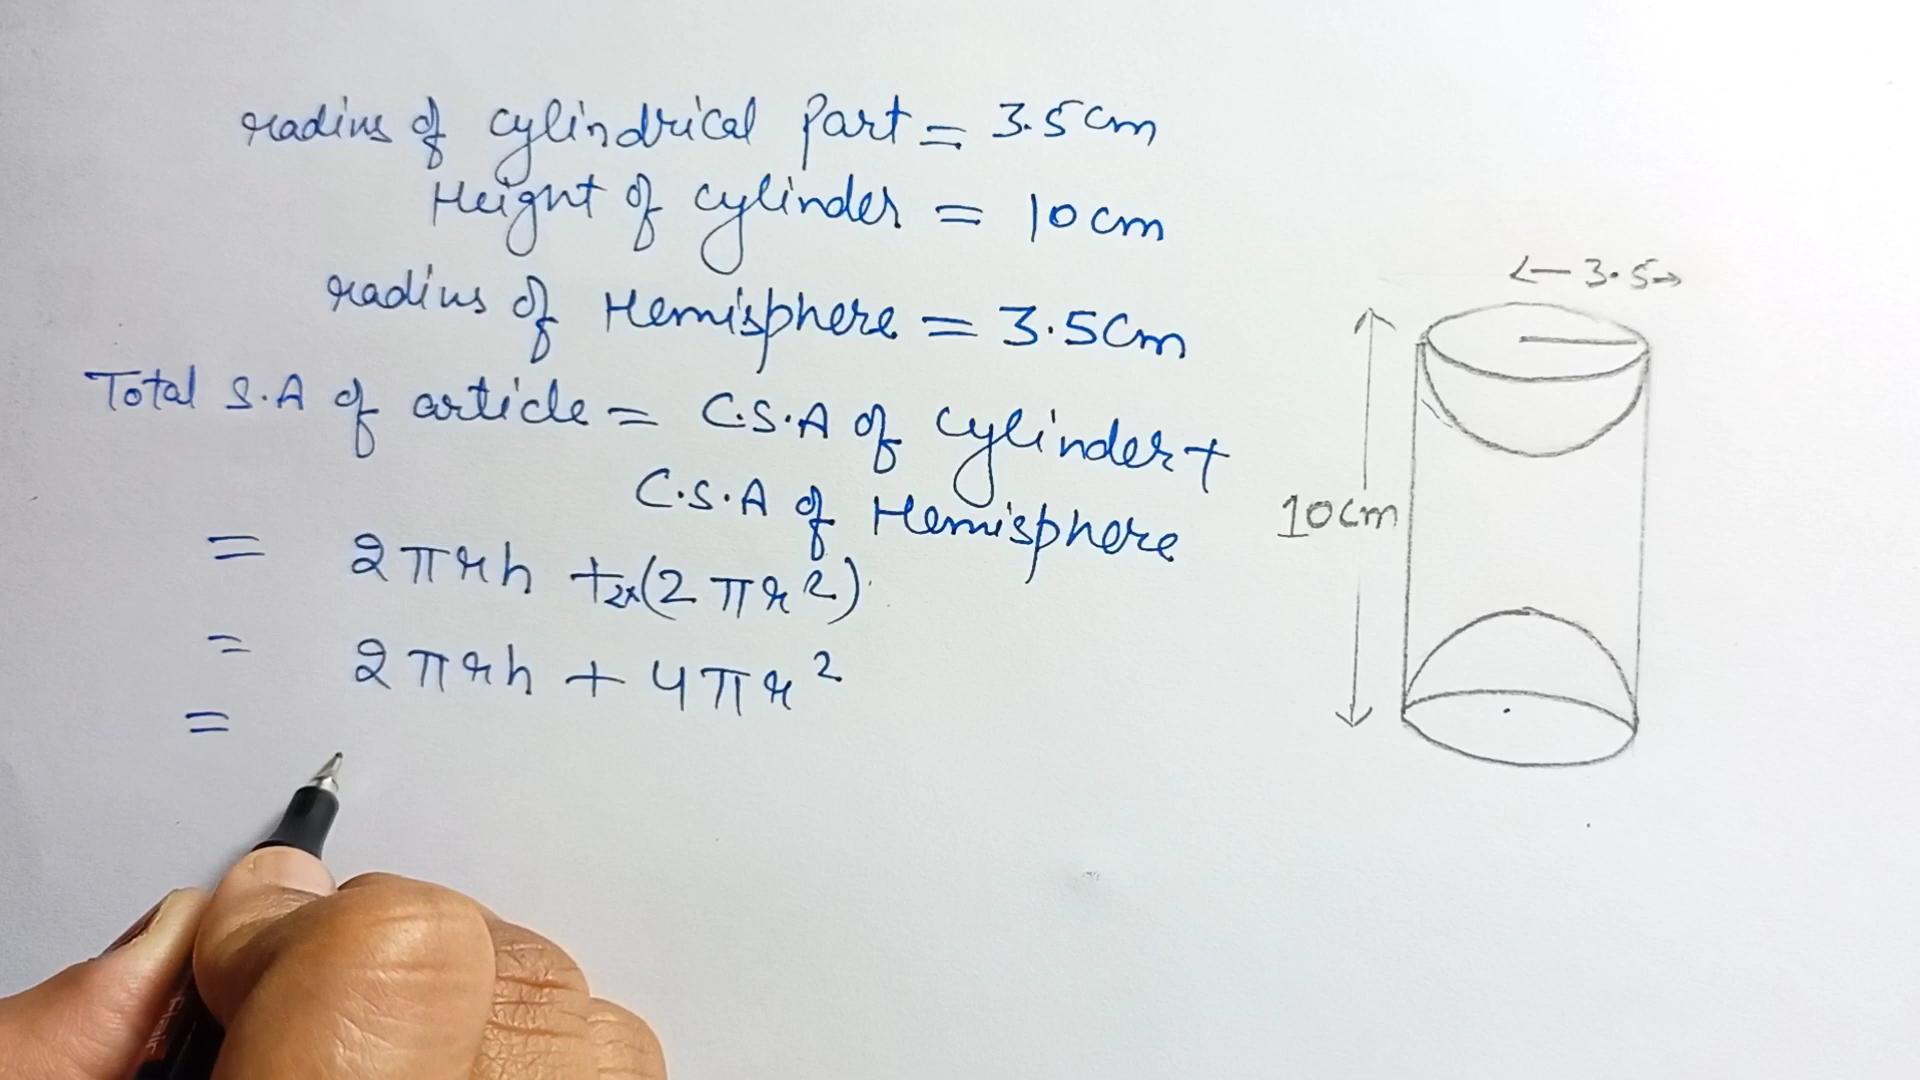 radius of cylindrical Part = 3.5cm
Height of cylinder = 10cm
radius of Hemisphere = 3.5cm
Total S.A of article = C.S.A of cylinder +
C.S.A of Hemisphere
= 2πrh + 2×(2πr²)
= 2πrh + 4πr²
=
←3.5→
10cm